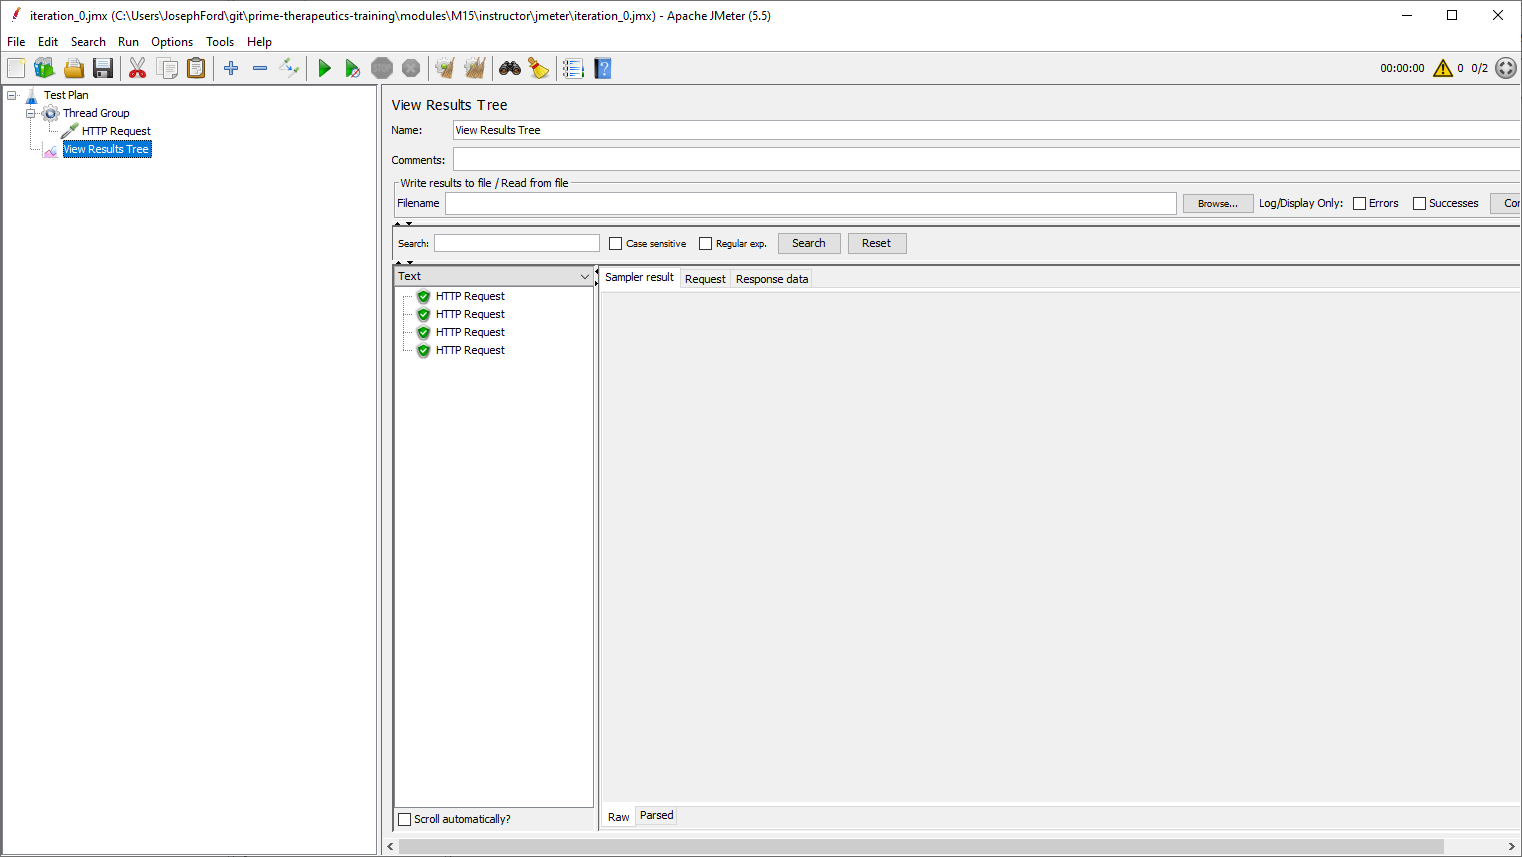 iteration_0.jmx (C:\Users\JosephFord\git\prime-therapeutics-training\modules\M15\instructor\jmeter\iteration_0.jmx) - Apache JMeter (5.5)
File Edit Search Run Options Tools Help
STOP
00:00:00 0 0/2
Test Plan
Thread Group
HTTP Request
View Results Tree
View Results Tree
Name: View Results Tree
Comments:
Write results to file / Read from file
Filename Browse... Log/Display Only: Errors Successes Con
Search: Case sensitive Regular exp. Search Reset
Text
HTTP Request
HTTP Request
HTTP Request
HTTP Request
Scroll automatically?
Sampler result Request Response data
Raw Parsed